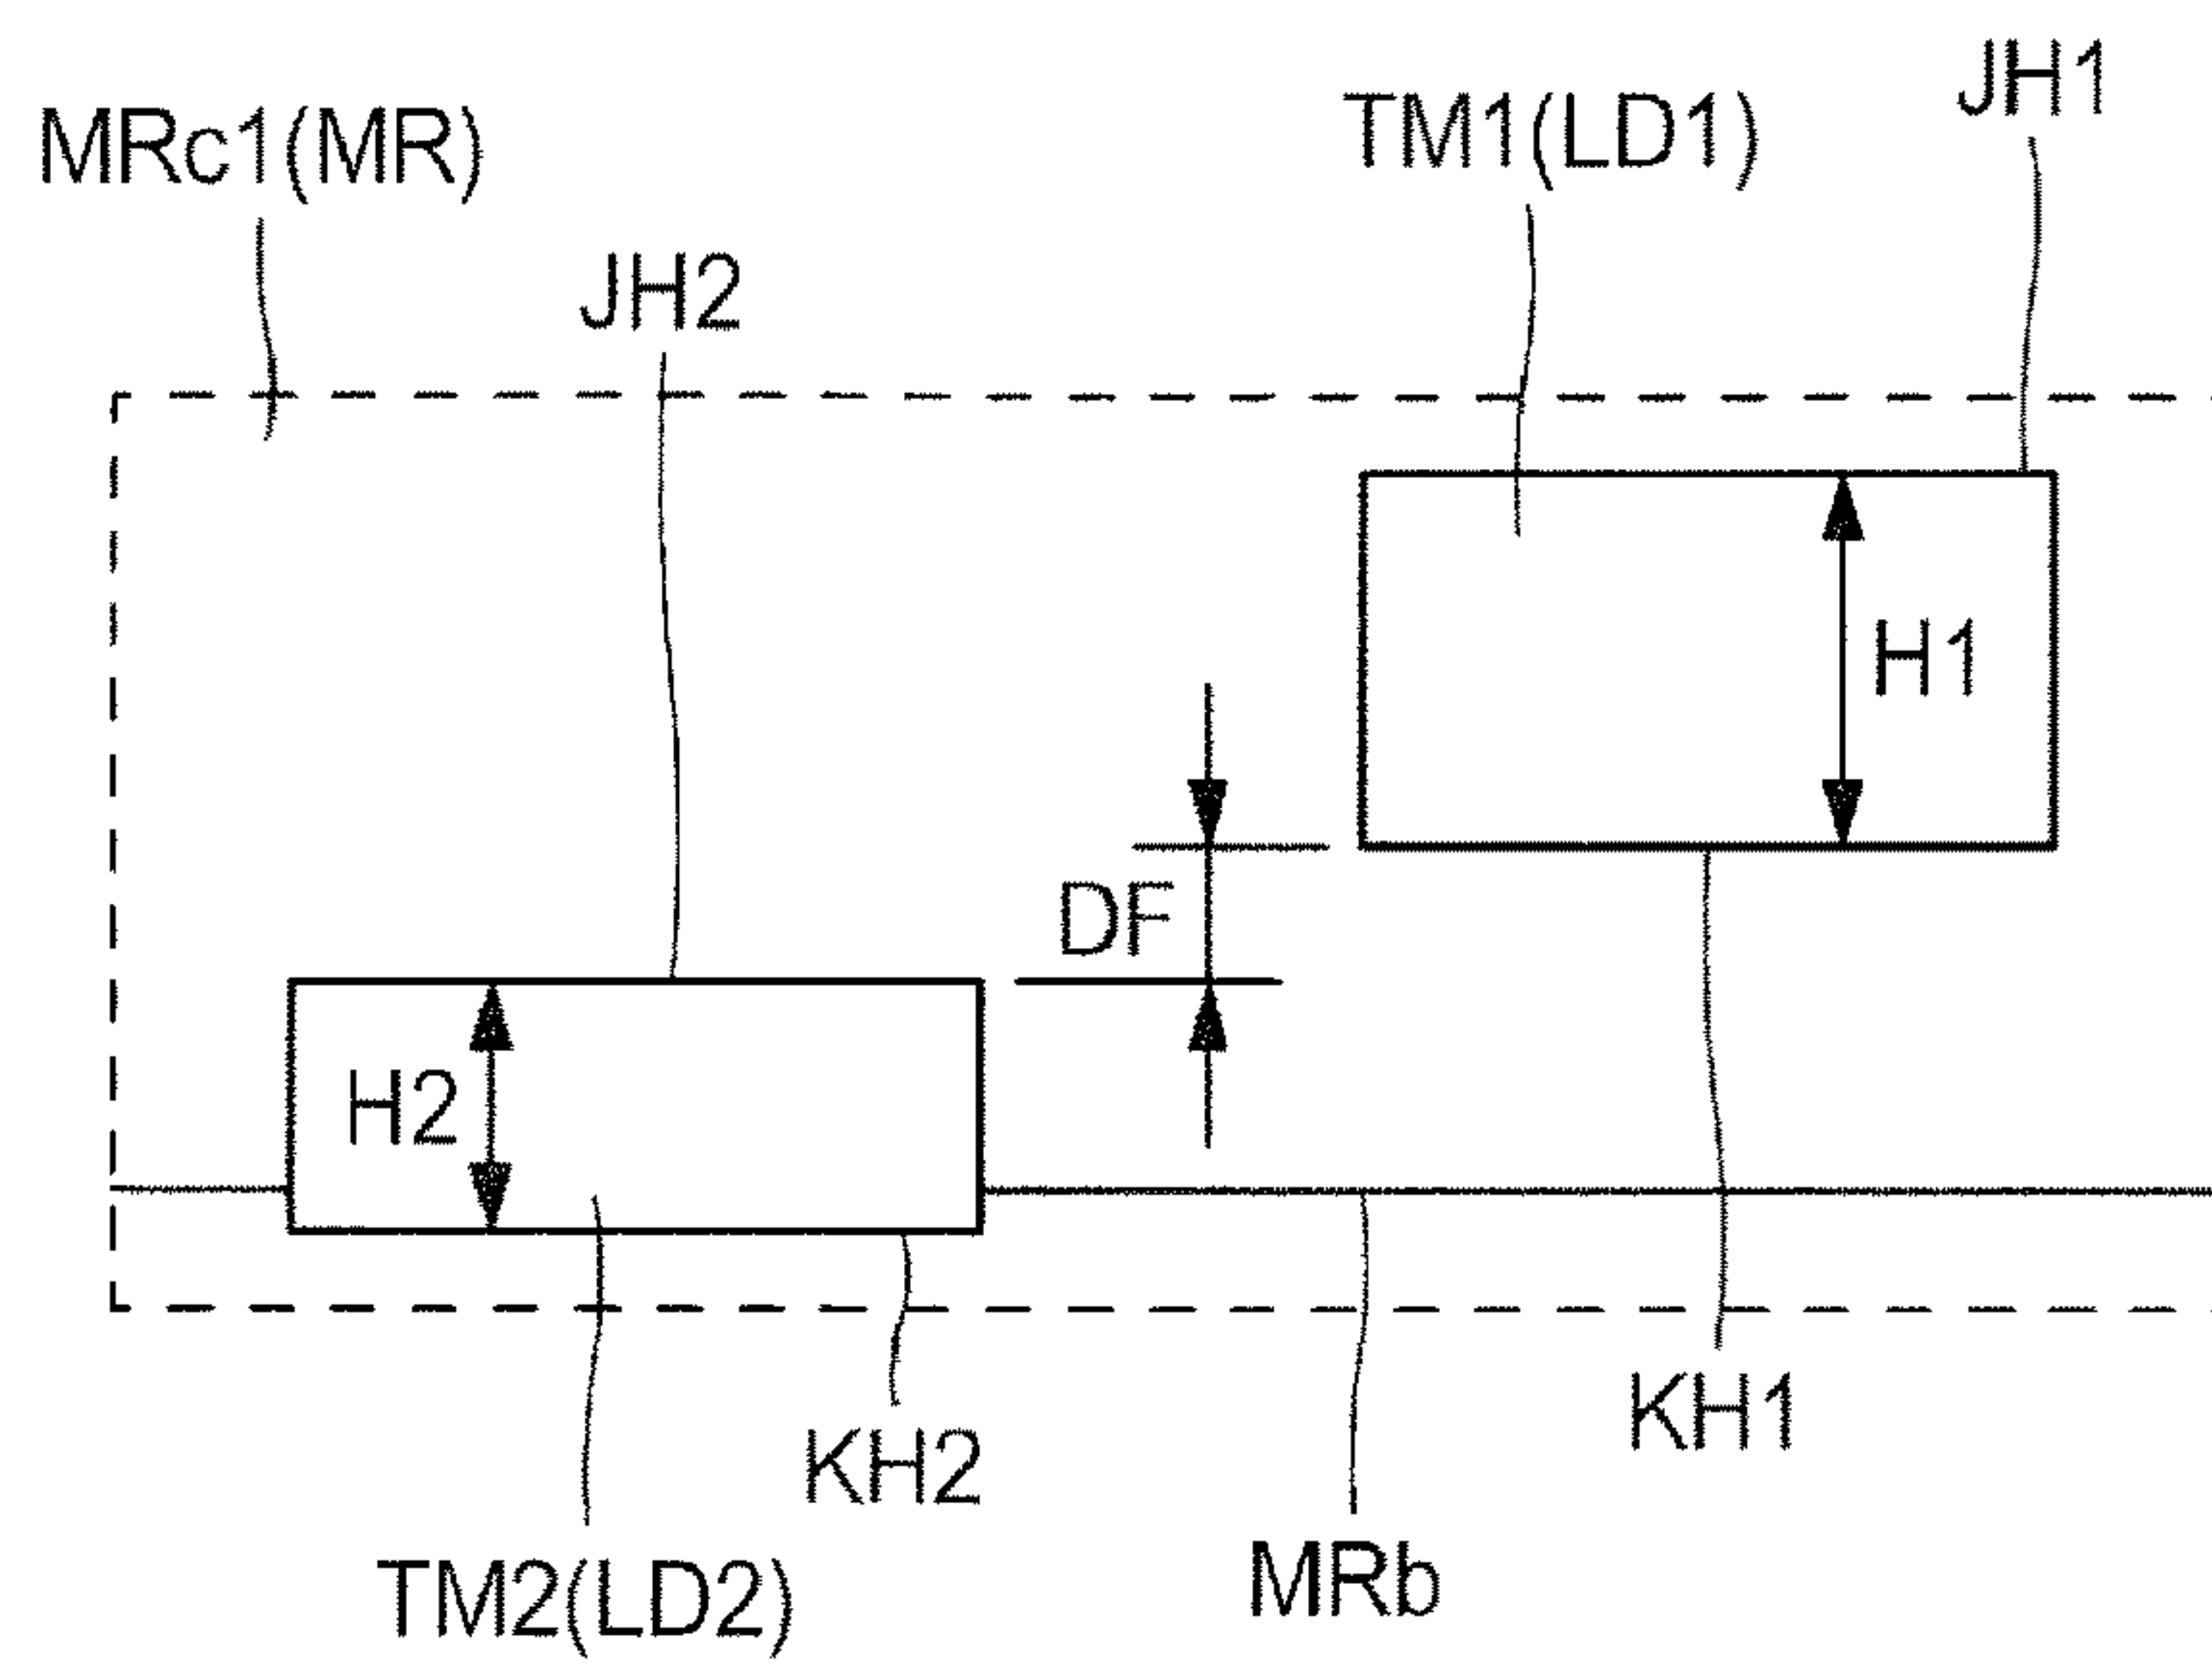 JH1
TM1(LD1)
MRc1(MR)
JH2
H1
DF
H2
KH1
KH2
MRb
TM2(LD2)